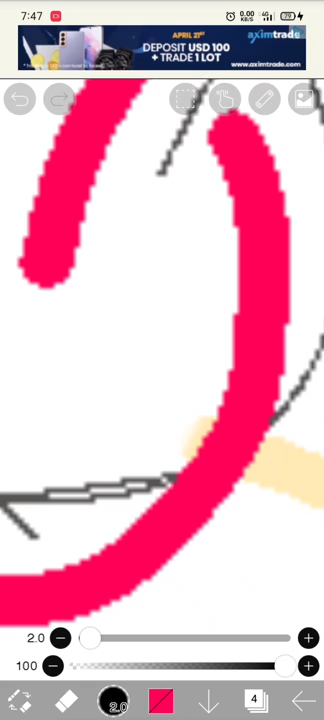 7:47
0.00
KB/S
4G
79
APRIL 21ST
DEPOSIT USD 100
+ TRADE 1 LOT
aximtrade
www.aximtrade.com
2.0
100
2.0
4